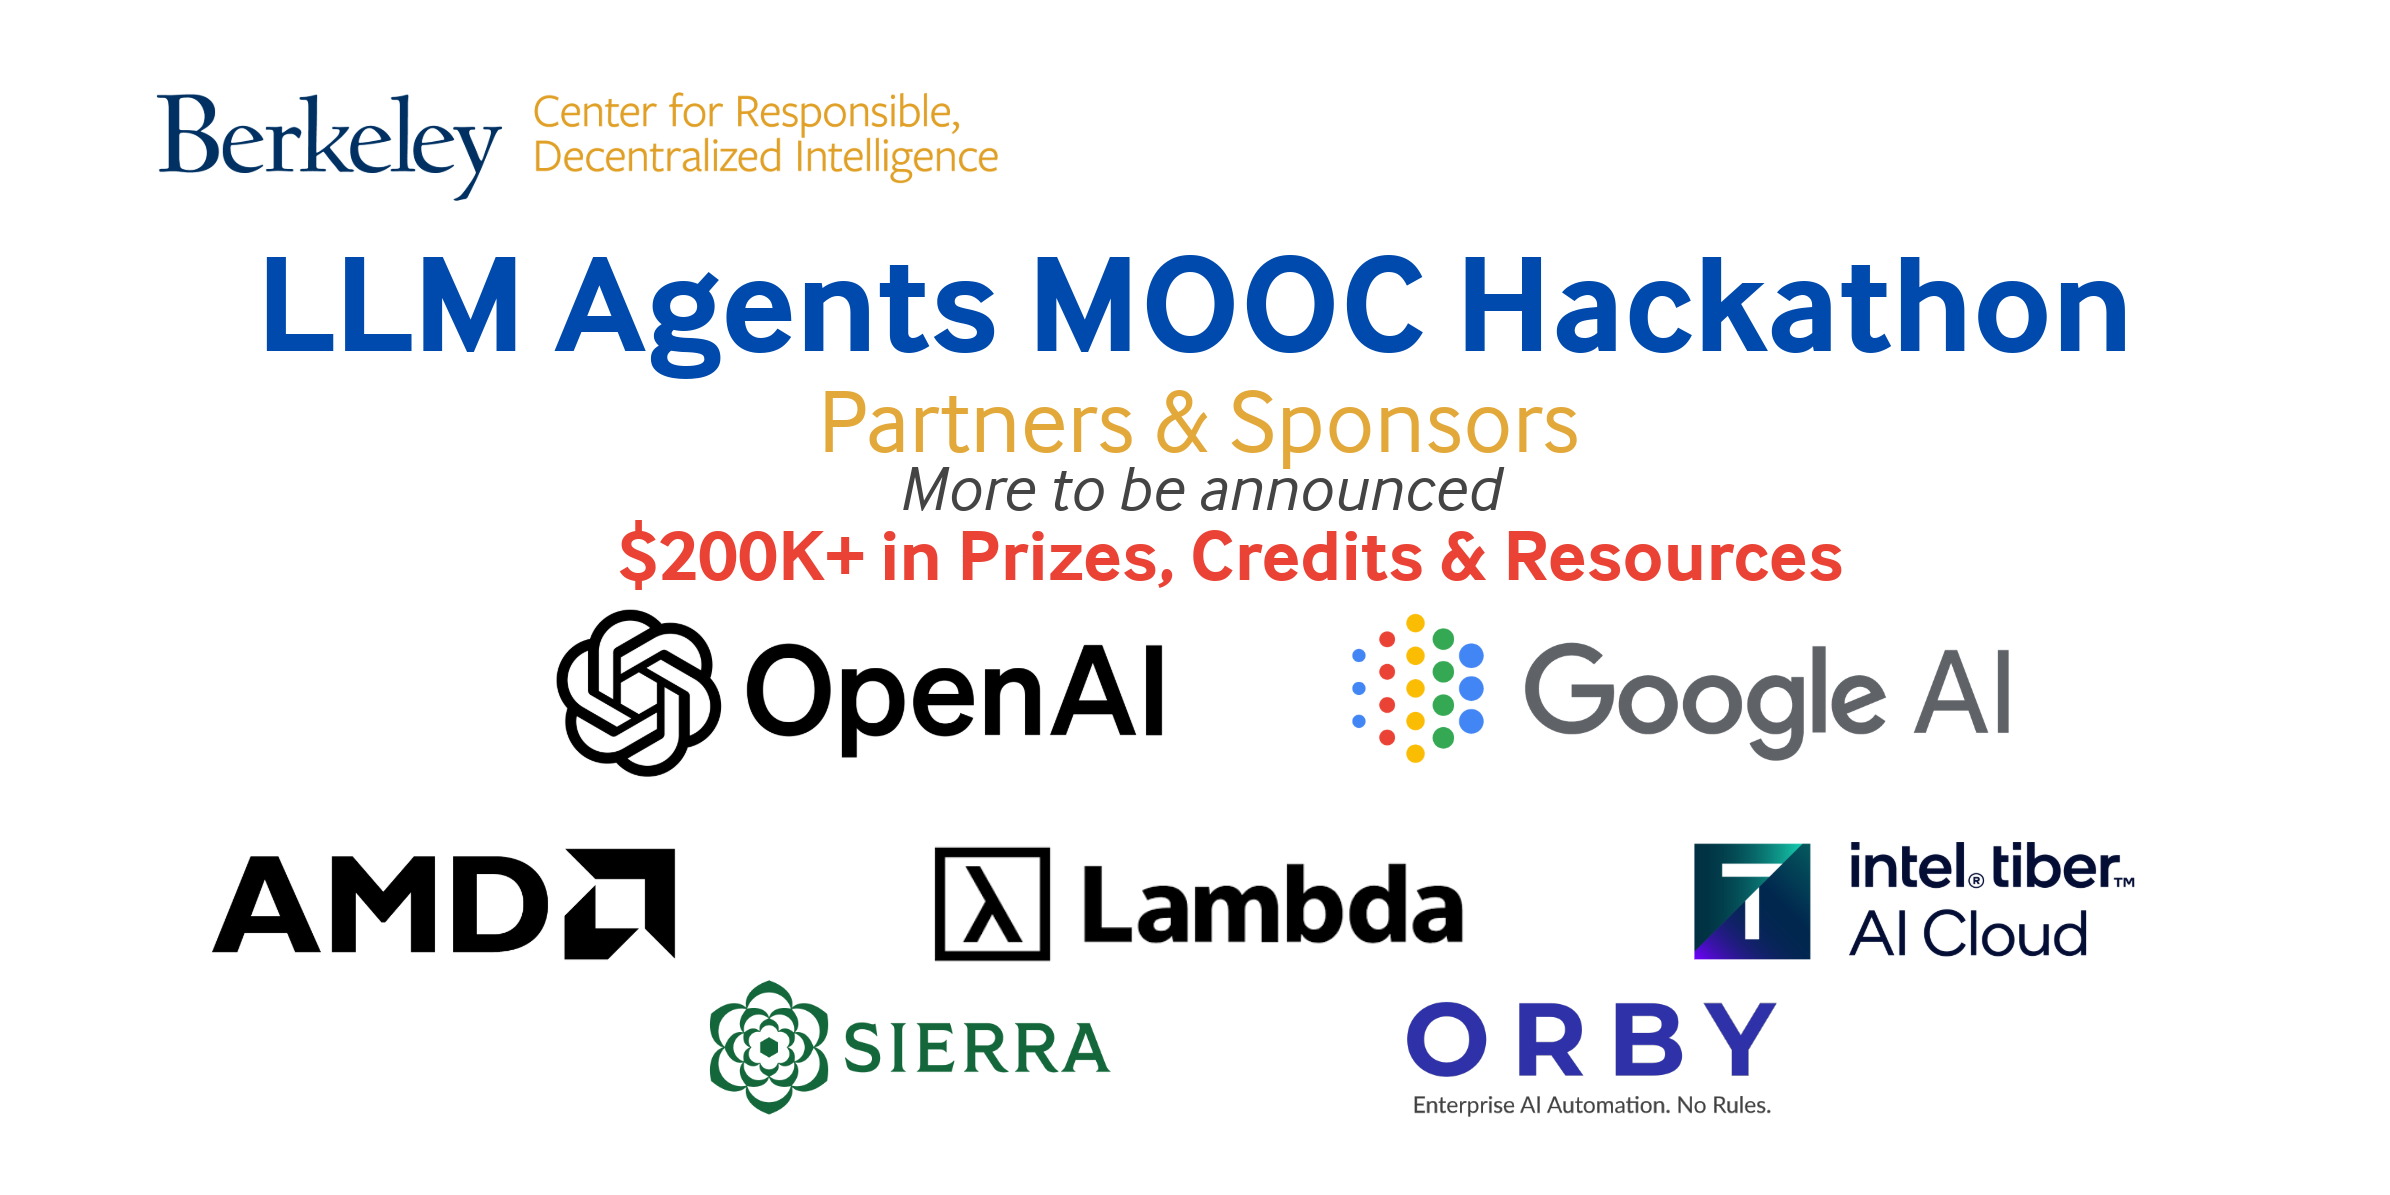 Berkeley
Center for Responsible,
Decentralized Intelligence
LLM Agents MOOC Hackathon
Partners & Sponsors
More to be announced
$200K+ in Prizes, Credits & Resources
OpenAI
Google AI
AMD
λ Lambda
intel® tiber™
AI Cloud
SIERRA
ORBY
Enterprise AI Automation. No Rules.